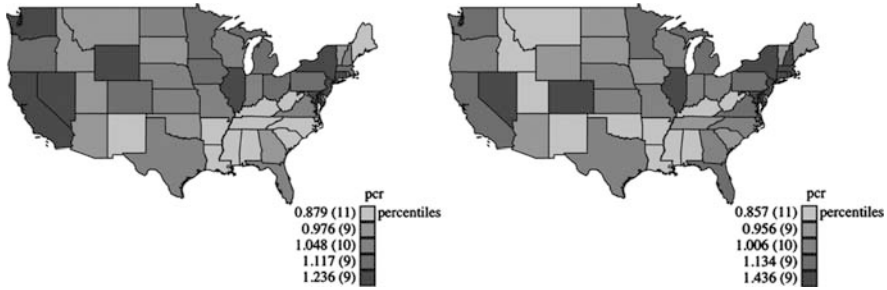 pcr
0.879 (11) percentiles
0.976 (9)
1.048 (10)
1.117 (9)
1.236 (9)
pcr
0.857 (11) percentiles
0.956 (9)
1.006 (10)
1.134 (9)
1.436 (9)